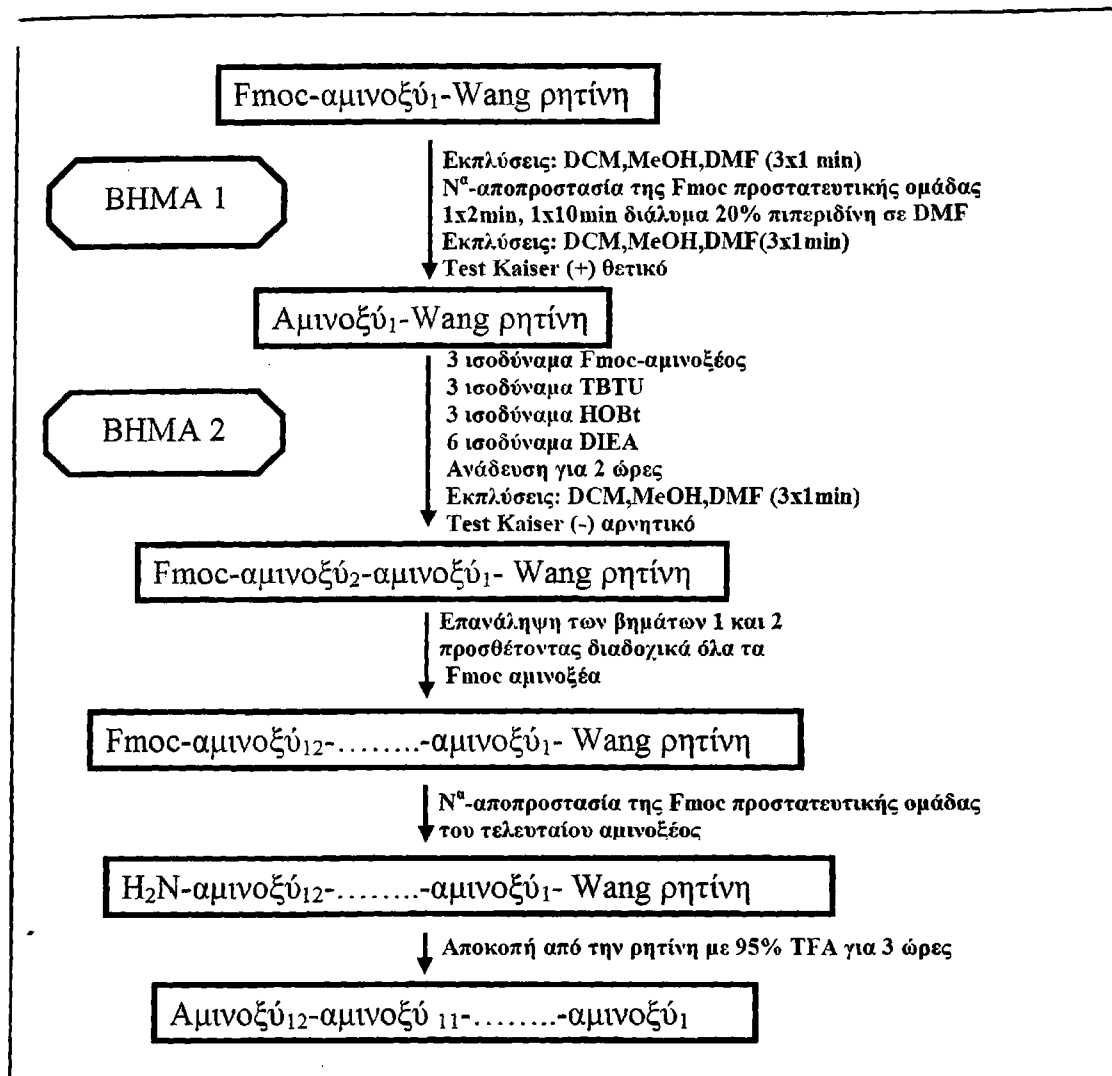 Fmoc-αμινοξύ₁-Wang ρητίνη
ΒΗΜΑ 1
Εκπλύσεις: DCM,MeOH,DMF (3x1 min)
Nᵅ-αποπροστασία της Fmoc προστατευτικής ομάδας
1x2min, 1x10min διάλυμα 20% πιπεριδίνη σε DMF
Εκπλύσεις: DCM,MeOH,DMF(3x1min)
Test Kaiser (+) θετικό
Αμινοξύ₁-Wang ρητίνη
ΒΗΜΑ 2
3 ισοδύναμα Fmoc-αμινοξέος
3 ισοδύναμα TBTU
3 ισοδύναμα HOBt
6 ισοδύναμα DIEA
Ανάδευση για 2 ώρες
Εκπλύσεις: DCM,MeOH,DMF (3x1min)
Test Kaiser (-) αρνητικό
Fmoc-αμινοξύ₂-αμινοξύ₁- Wang ρητίνη
Επανάληψη των βημάτων 1 και 2
προσθέτοντας διαδοχικά όλα τα
Fmoc αμινοξέα
Fmoc-αμινοξύ₁₂-.........-αμινοξύ₁- Wang ρητίνη
Nᵅ-αποπροστασία της Fmoc προστατευτικής ομάδας
του τελευταίου αμινοξέος
H₂N-αμινοξύ₁₂-.........-αμινοξύ₁- Wang ρητίνη
Αποκοπή από την ρητίνη με 95% TFA για 3 ώρες
Αμινοξύ₁₂-αμινοξύ ₁₁-.........-αμινοξύ₁